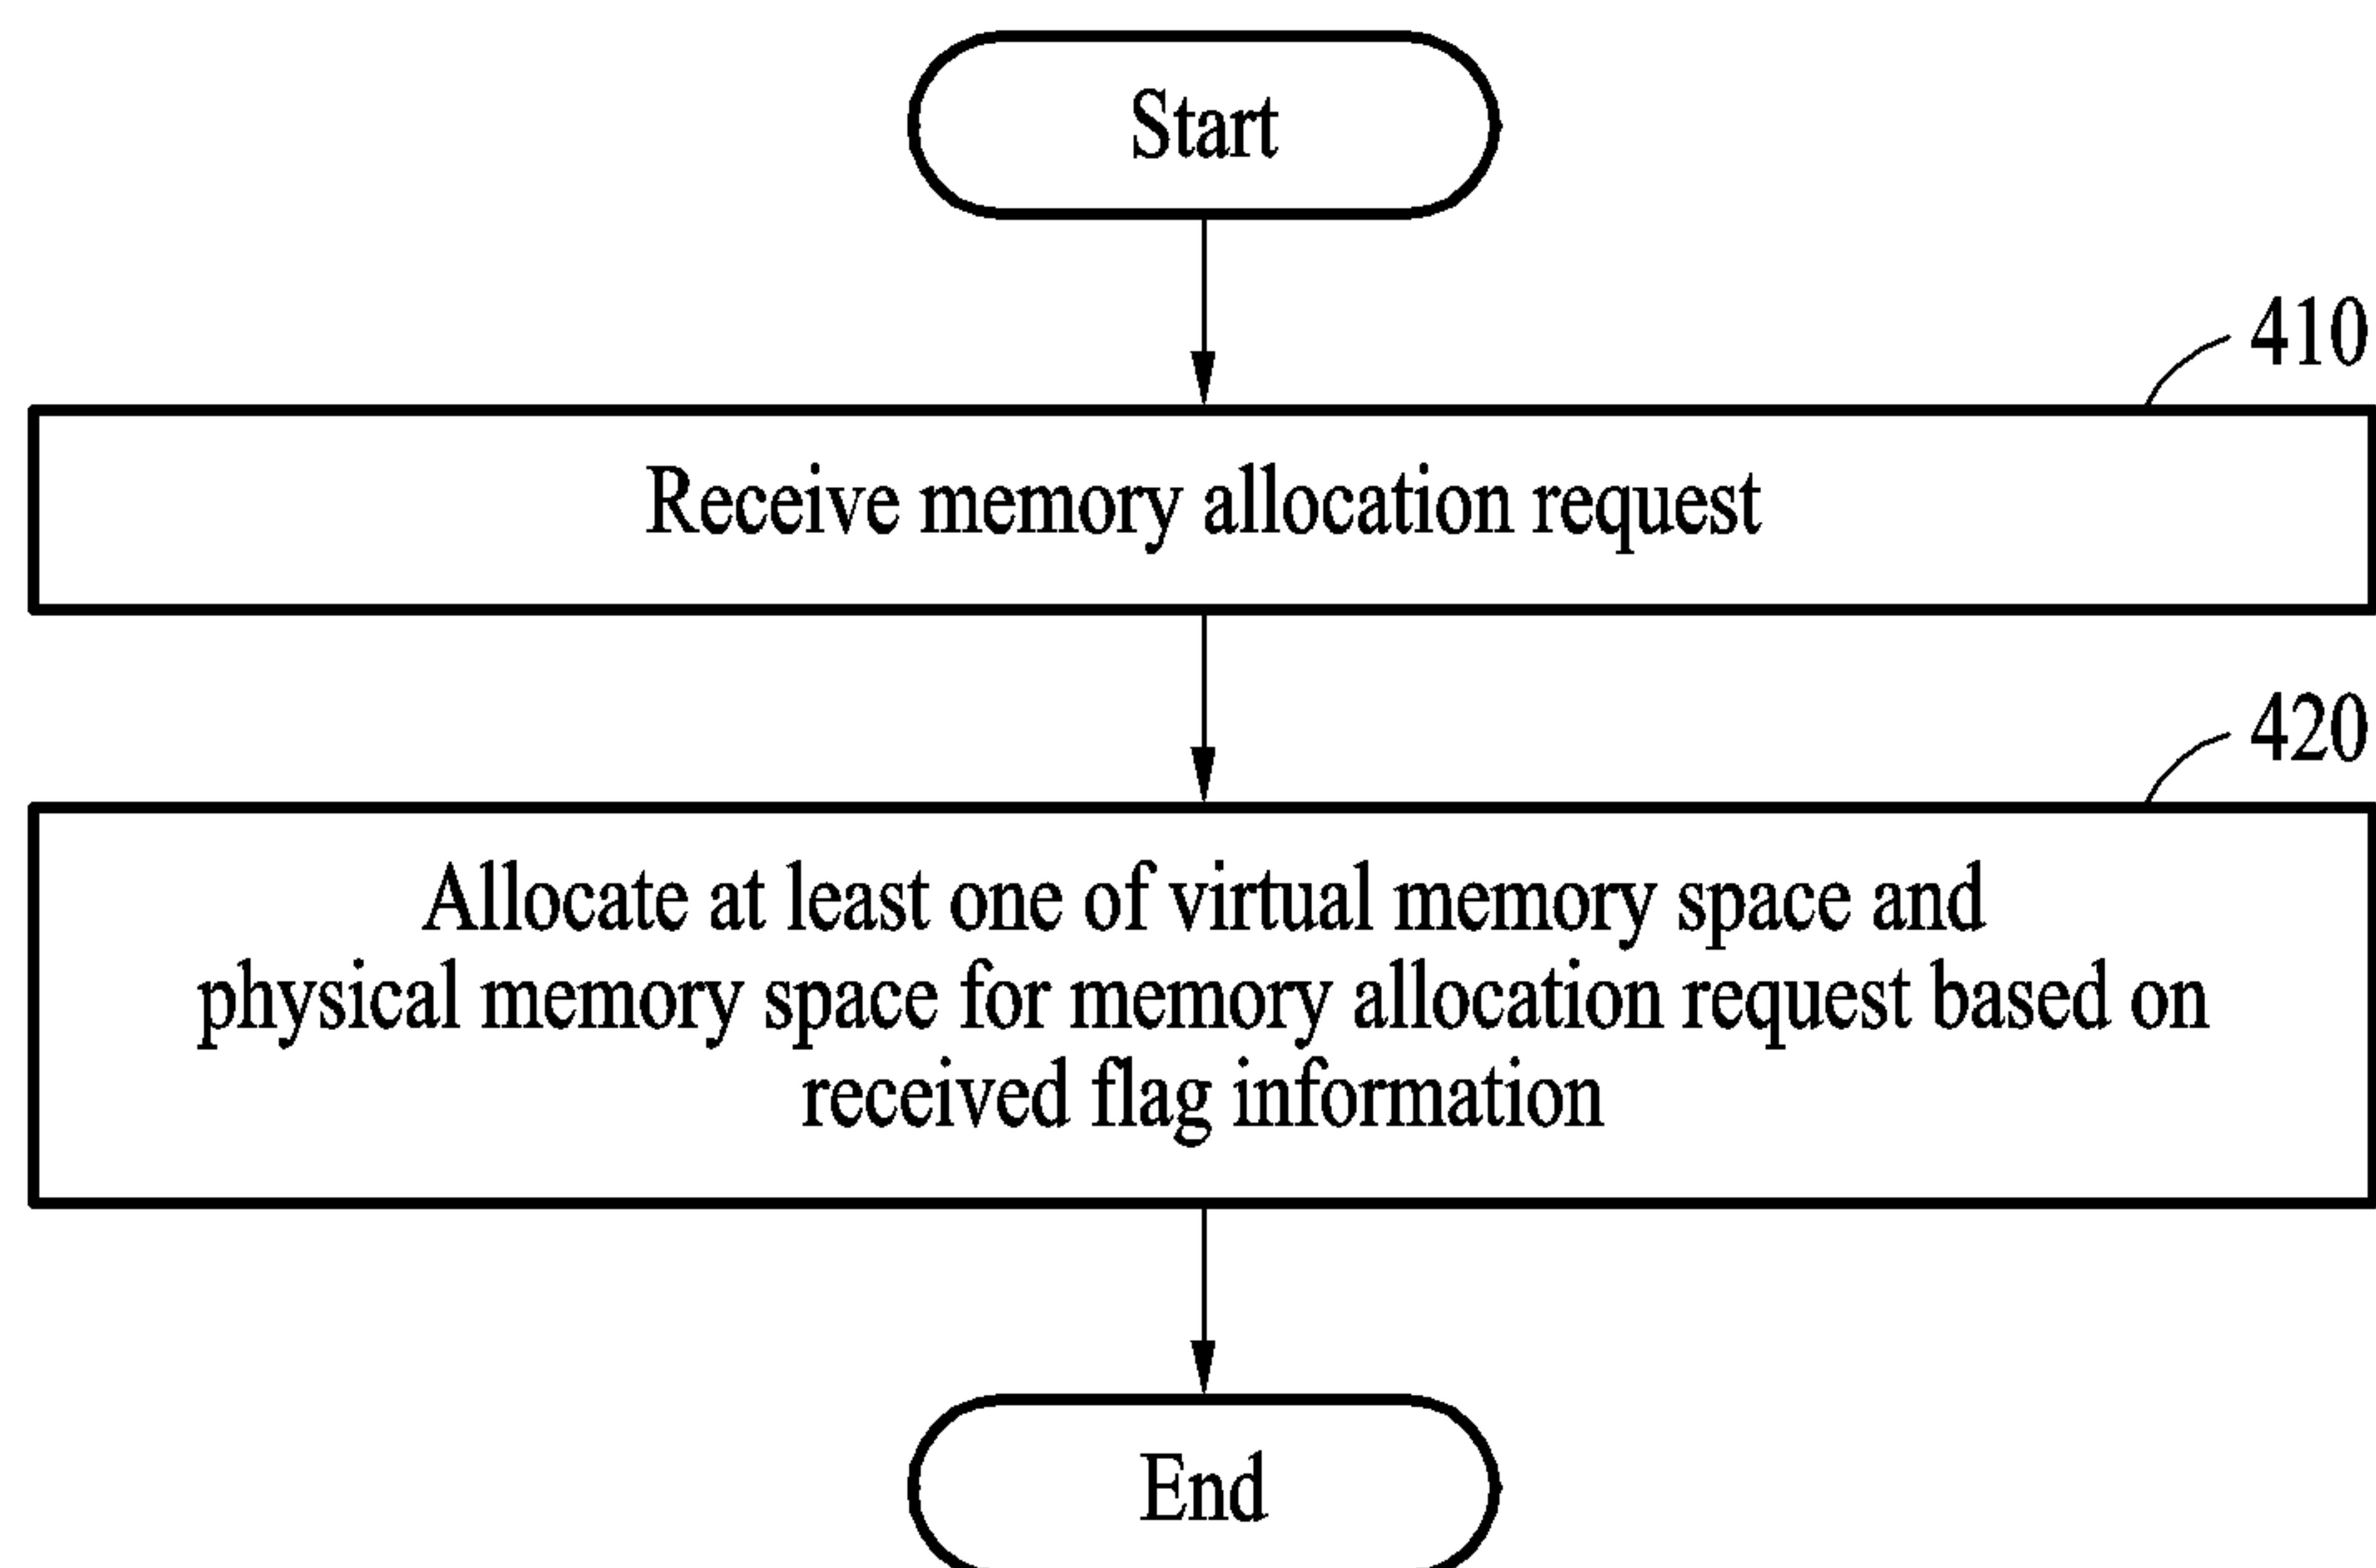 Start
410
Receive memory allocation request
420
Allocate at least one of virtual memory space and
physical memory space for memory allocation request based on
received flag information
End